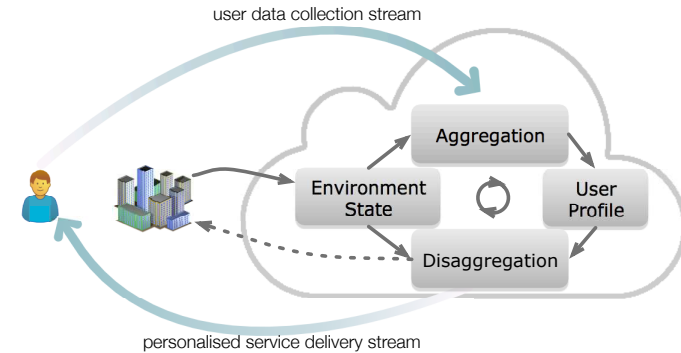 user data collection stream
Aggregation
Environment
State
User
Profile
Disaggregation
personalised service delivery stream